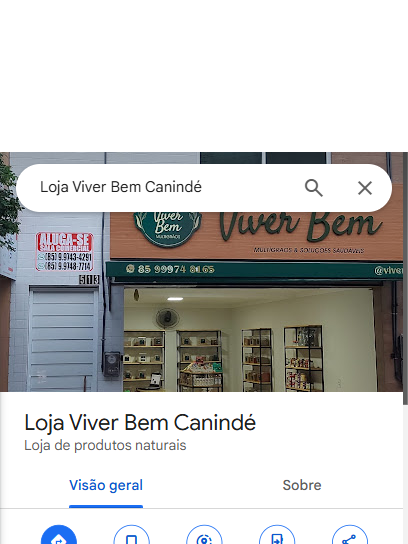 Loja Viver Bem Canindé
Viver
Bem
MULTIGRÃOS
Viver Bem
MULTIGRÃOS & SOLUÇÕES SAUDÁVEIS
ALUGA-SE
SALA COMERCIAL
(85) 9.9743-4291
(85) 9.9748-7714
513
85 99974 8165
@viver
Loja Viver Bem Canindé
Loja de produtos naturais
Visão geral
Sobre